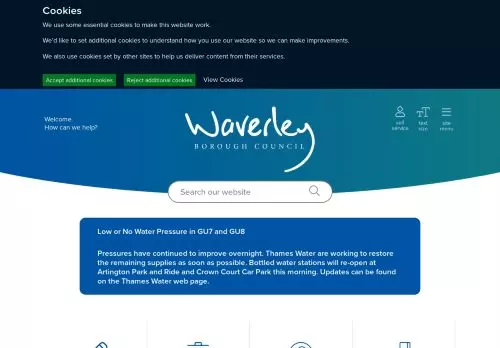 Cookies
We use some essential cookies to make this website work.
We'd like to set additional cookies to understand how you use our website so we can make improvements.
We also use cookies set by other sites to help us deliver content from their services.
Accept additional cookies
Reject additional cookies
View Cookies
Welcome.
How can we help?
Waverley
BOROUGH COUNCIL
self service
text size
site menu
Search our website
Low or No Water Pressure in GU7 and GU8
Pressures have continued to improve overnight. Thames Water are working to restore
the remaining supplies as soon as possible. Bottled water stations will re-open at
Artington Park and Ride and Crown Court Car Park this morning. Updates can be found
on the Thames Water web page.